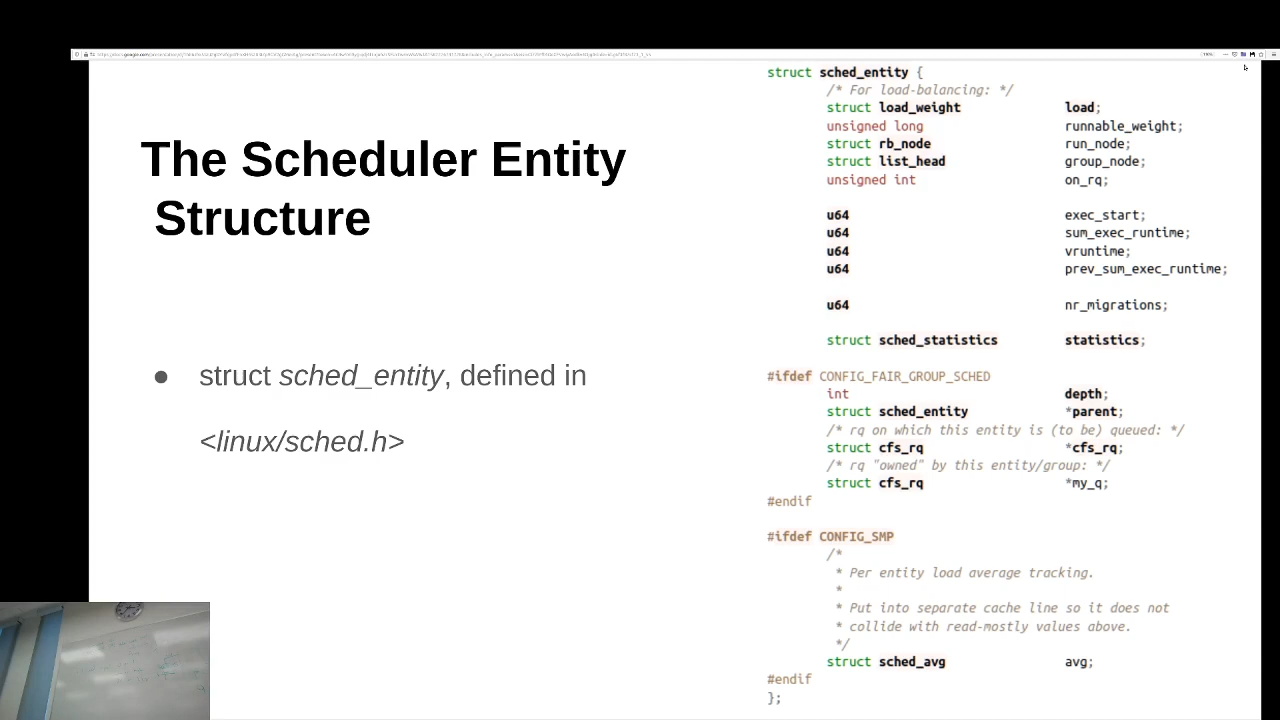 The Scheduler Entity
Structure
● struct sched_entity, defined in
<linux/sched.h>
struct sched_entity {
/* For load-balancing: */
struct load_weight load;
unsigned long runnable_weight;
struct rb_node run_node;
struct list_head group_node;
unsigned int on_rq;
u64 exec_start;
u64 sum_exec_runtime;
u64 vruntime;
u64 prev_sum_exec_runtime;
u64 nr_migrations;
struct sched_statistics statistics;
#ifdef CONFIG_FAIR_GROUP_SCHED
int depth;
struct sched_entity *parent;
/* rq on which this entity is (to be) queued: */
struct cfs_rq *cfs_rq;
/* rq "owned" by this entity/group: */
struct cfs_rq *my_q;
#endif
#ifdef CONFIG_SMP
/*
* Per entity load average tracking.
*
* Put into separate cache line so it does not
* collide with read-mostly values above.
*/
struct sched_avg avg;
#endif
};